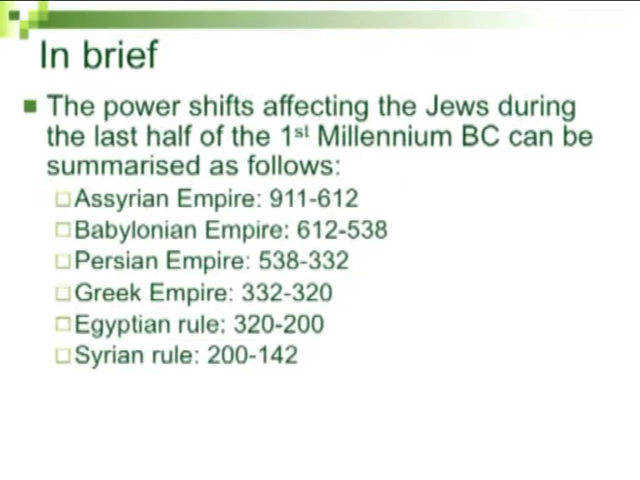 In brief
The power shifts affecting the Jews during
the last half of the 1st Millennium BC can be
summarised as follows:
Assyrian Empire: 911-612
Babylonian Empire: 612-538
Persian Empire: 538-332
Greek Empire: 332-320
Egyptian rule: 320-200
Syrian rule: 200-142